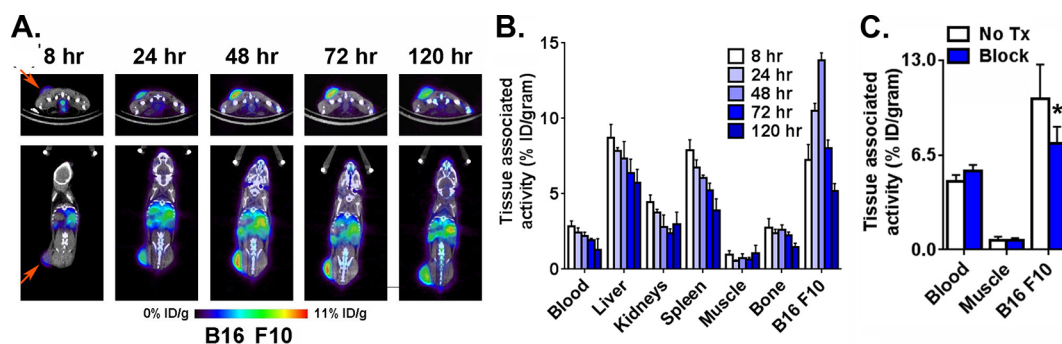 A.
8 hr 24 hr 48 hr 72 hr 120 hr
0% ID/g 11% ID/g
B16 F10
B.
Tissue associated
activity (% ID/gram)
15
10
5
0
8 hr
24 hr
48 hr
72 hr
120 hr
Blood
Liver
Kidneys
Spleen
Muscle
Bone
B16 F10
C.
No Tx
Block
Tissue associated
activity (% ID/gram)
13.0
6.5
0.0
*
Blood
Muscle
B16 F10